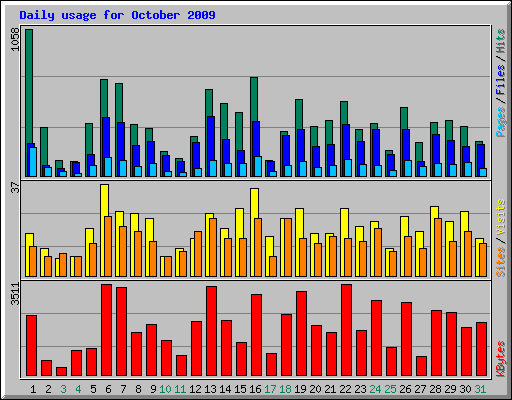 Daily usage for October 2009
1058
37
3511
Pages / Files / Hits
Sites / Visits
KBytes
1 2 3 4 5 6 7 8 9 10 11 12 13 14 15 16 17 18 19 20 21 22 23 24 25 26 27 28 29 30 31